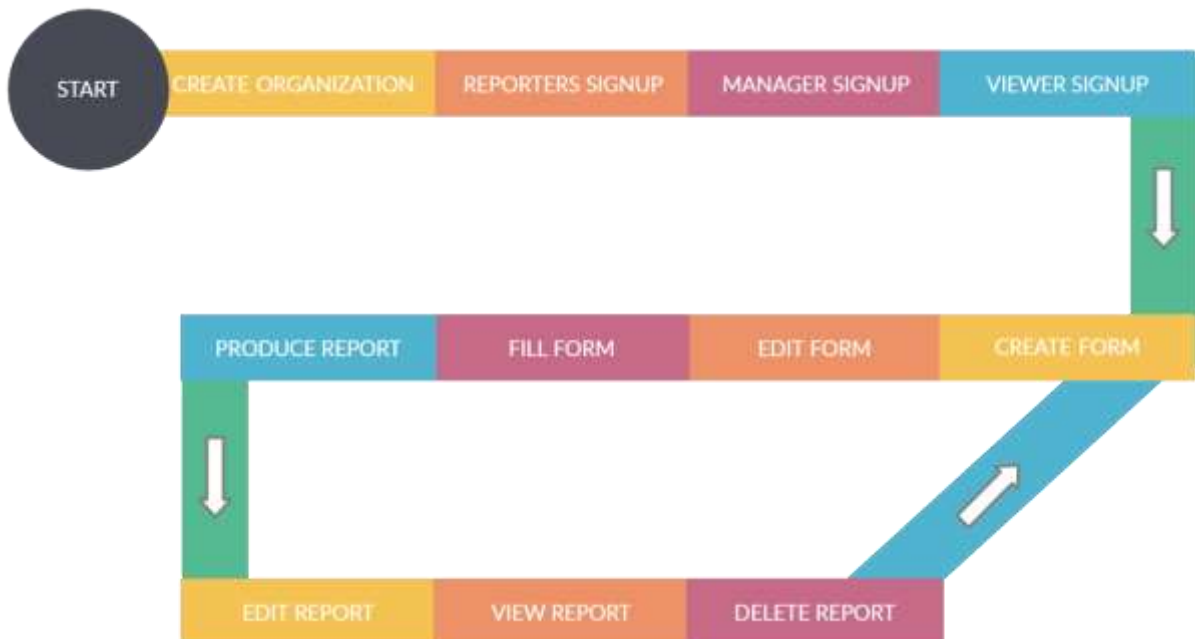 START
CREATE ORGANIZATION
REPORTERS SIGNUP
MANAGER SIGNUP
VIEWER SIGNUP
PRODUCE REPORT
FILL FORM
EDIT FORM
CREATE FORM
EDIT REPORT
VIEW REPORT
DELETE REPORT